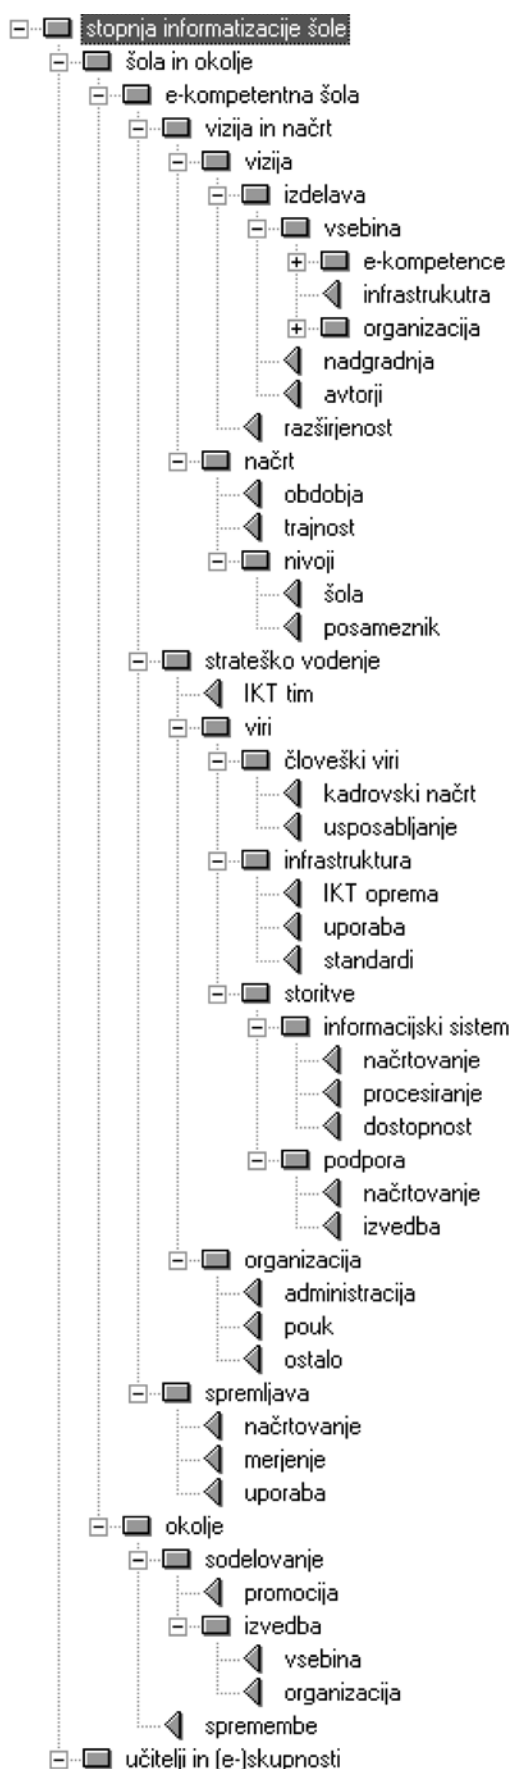 stopnja informatizacije šole
šola in okolje
e-kompetentna šola
vizija in načrt
vizija
izdelava
vsebina
e-kompetence
infrastrukutra
organizacija
nadgradnja
avtorji
razširjenost
načrt
obdobja
trajnost
nivoji
šola
posameznik
strateško vodenje
IKT tim
viri
človeški viri
kadrovski načrt
usposabljanje
infrastruktura
IKT oprema
uporaba
standardi
storitve
informacijski sistem
načrtovanje
procesiranje
dostopnost
podpora
načrtovanje
izvedba
organizacija
administracija
pouk
ostalo
spremljava
načrtovanje
merjenje
uporaba
okolje
sodelovanje
promocija
izvedba
vsebina
organizacija
spremembe
učitelji in (e-)skupnosti